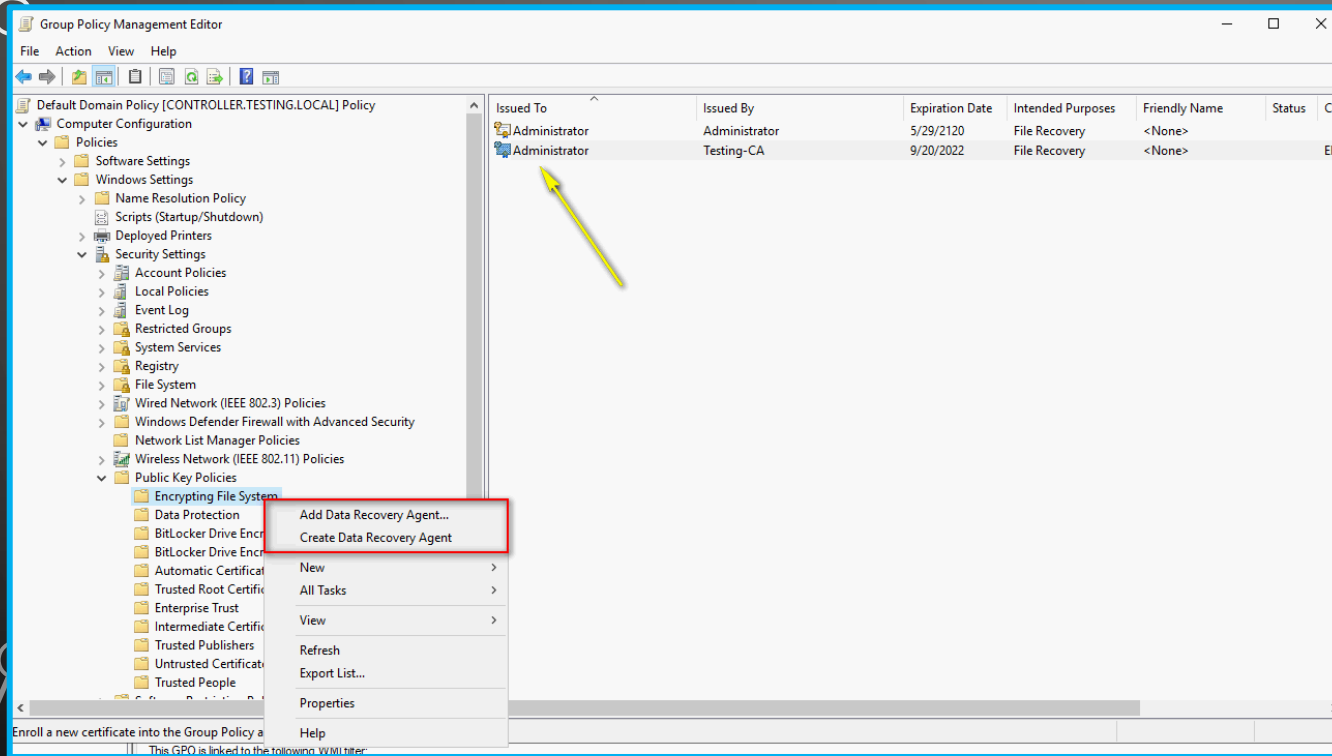 Group Policy Management Editor
File Action View Help
Default Domain Policy [CONTROLLER.TESTING.LOCAL] Policy
Computer Configuration
Policies
Software Settings
Windows Settings
Name Resolution Policy
Scripts (Startup/Shutdown)
Deployed Printers
Security Settings
Account Policies
Local Policies
Event Log
Restricted Groups
System Services
Registry
File System
Wired Network (IEEE 802.3) Policies
Windows Defender Firewall with Advanced Security
Network List Manager Policies
Wireless Network (IEEE 802.11) Policies
Public Key Policies
Encrypting File System
Data Protection
BitLocker Drive Encr
BitLocker Drive Encr
Automatic Certificat
Trusted Root Certific
Enterprise Trust
Intermediate Certific
Trusted Publishers
Untrusted Certificat
Trusted People
Issued To Issued By Expiration Date Intended Purposes Friendly Name Status C
Administrator Administrator 5/29/2120 File Recovery <None>
Administrator Testing-CA 9/20/2022 File Recovery <None>
Add Data Recovery Agent...
Create Data Recovery Agent
New
All Tasks
View
Refresh
Export List...
Properties
Help
Enroll a new certificate into the Group Policy a
This GPO is linked to the following WMI filter: